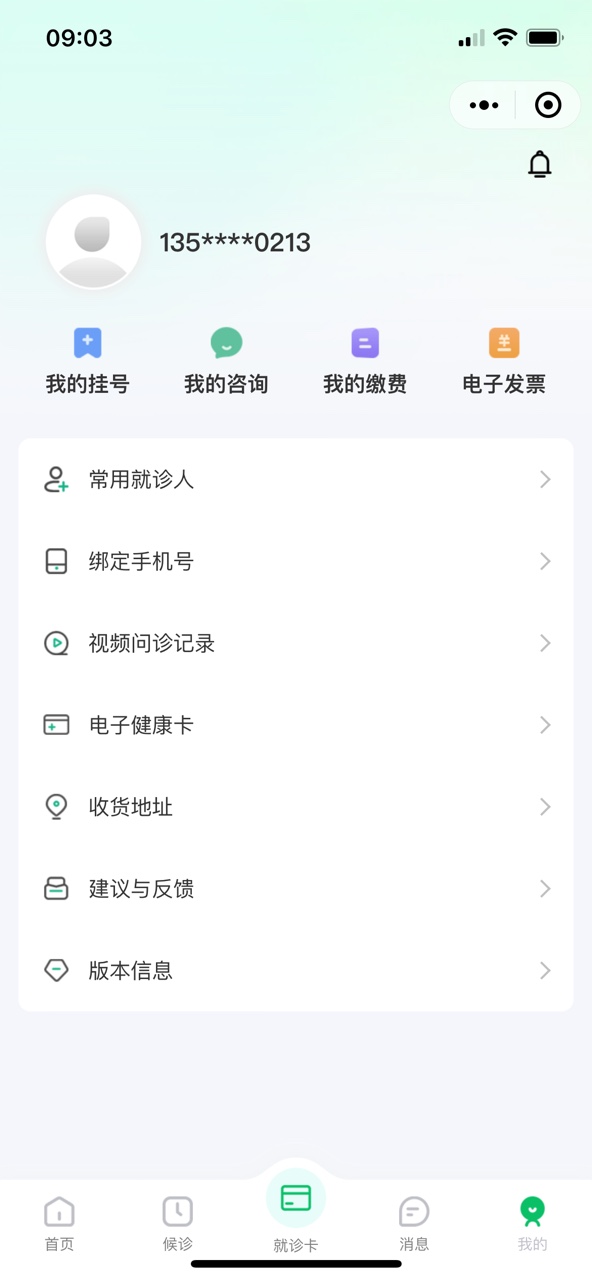 09:03
135****0213
我的挂号
我的咨询
我的缴费
电子发票
常用就诊人
绑定手机号
视频问诊记录
电子健康卡
收货地址
建议与反馈
版本信息
首页
候诊
就诊卡
消息
我的